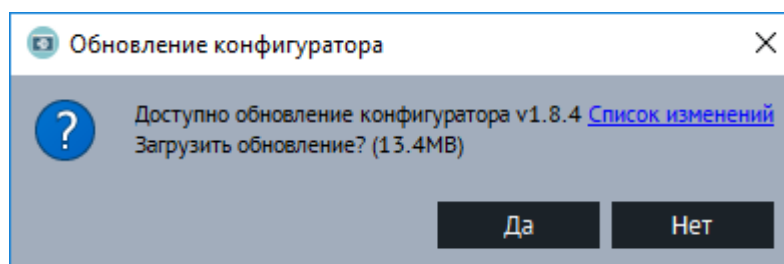 Обновление конфигуратора
Доступно обновление конфигуратора v1.8.4 Список изменений
Загрузить обновление? (13.4MB)
Да
Нет